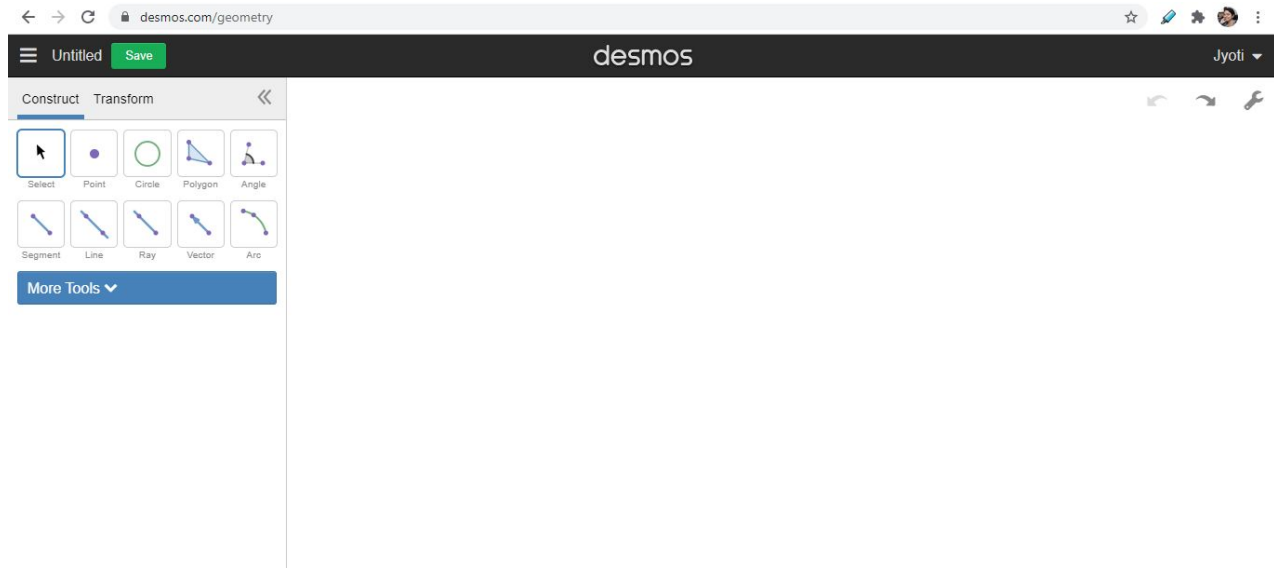 desmos.com/geometry
Untitled Save desmos Jyoti
Construct Transform
Select Point Circle Polygon Angle
Segment Line Ray Vector Arc
More Tools